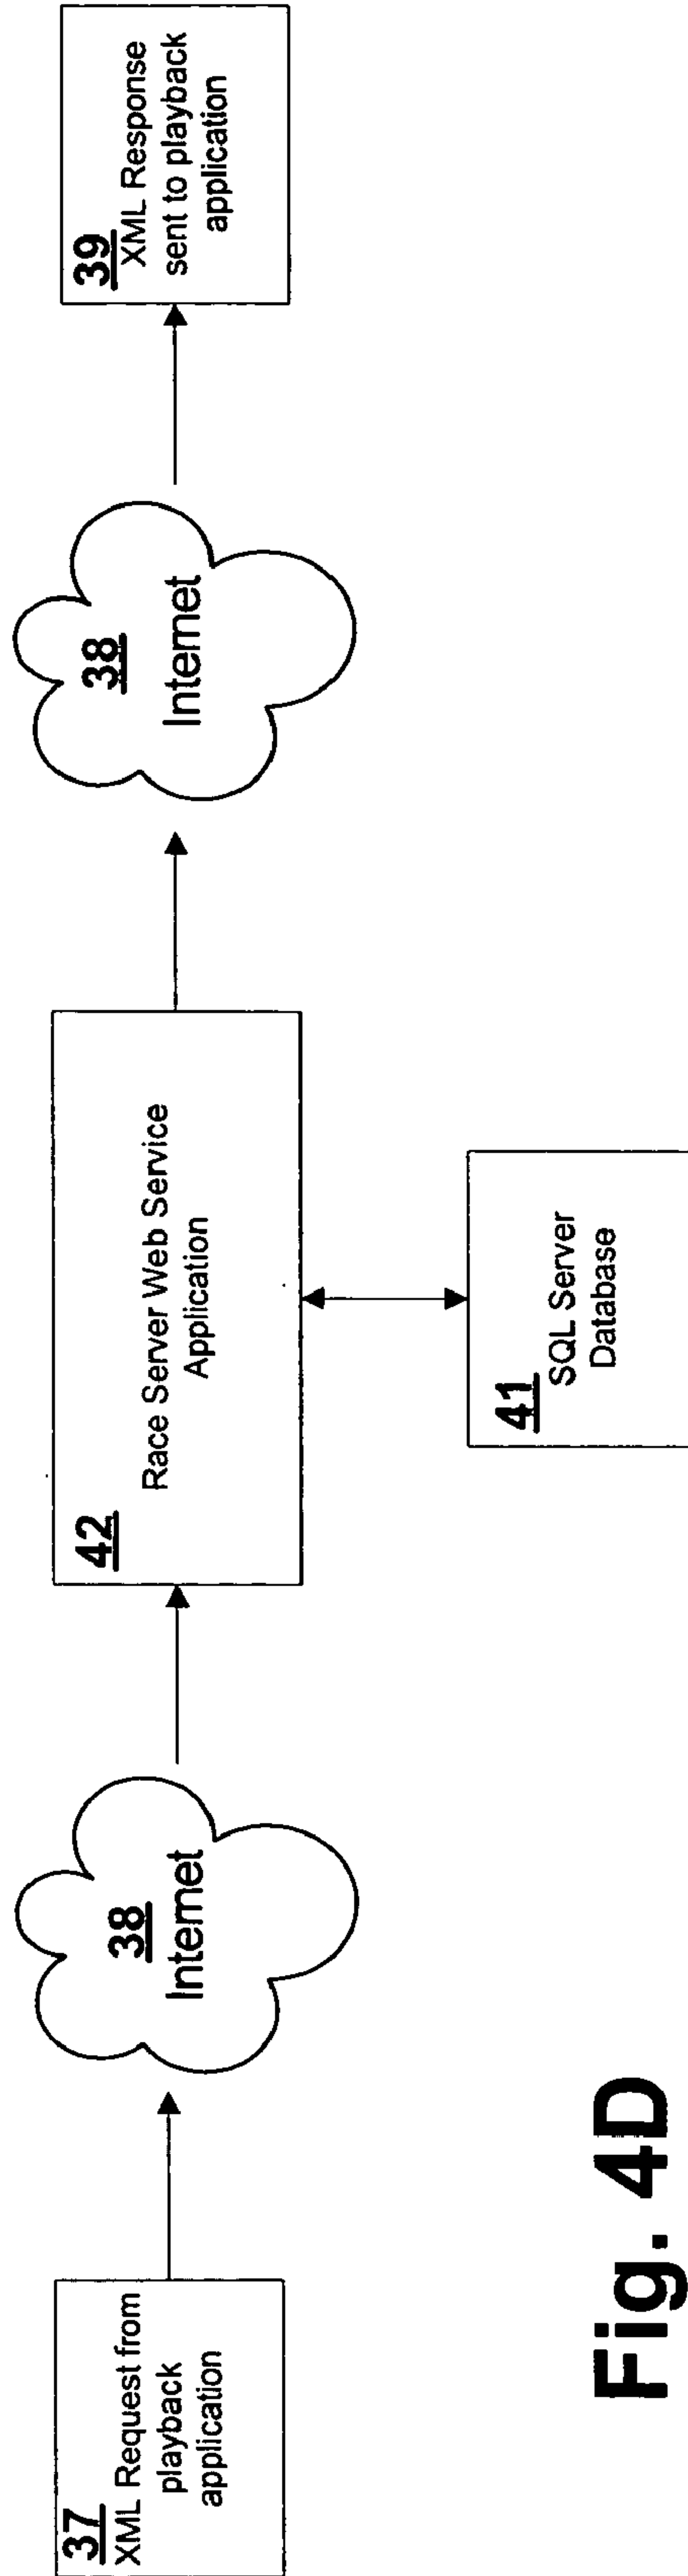 37
XML Request from
playback
application
38
Internet
42
Race Server Web Service
Application
41
SQL Server
Database
38
Internet
39
XML Response
sent to playback
application
Fig. 4D